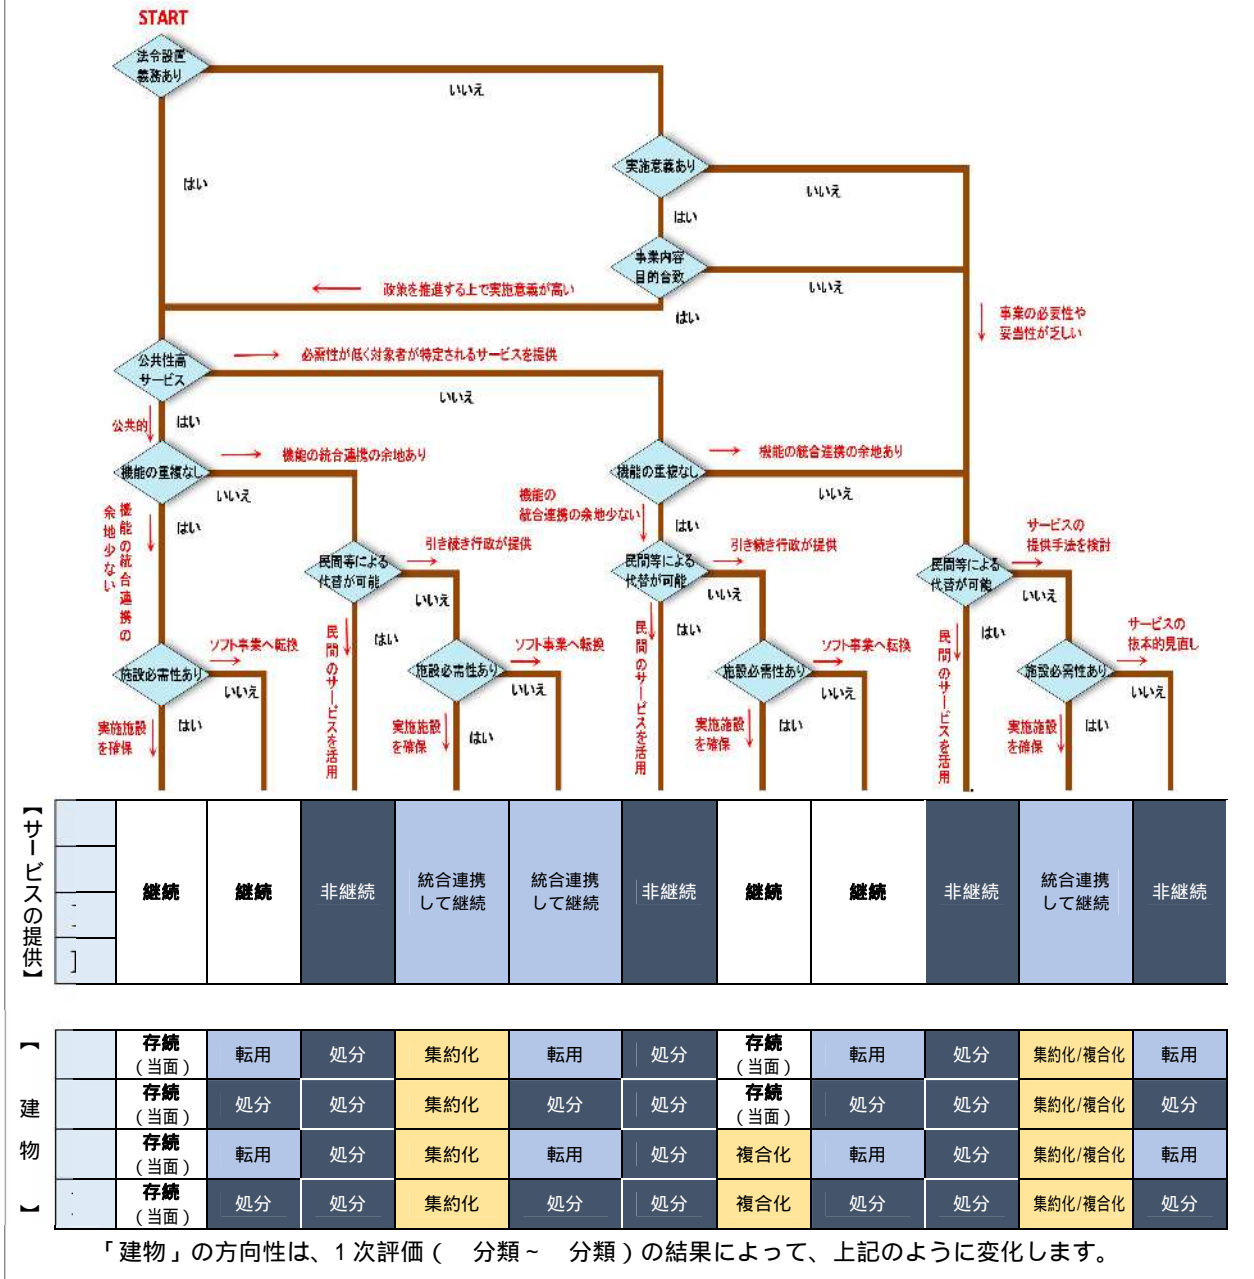 START
法令設置
義務あり
いいえ
はい
実施意義あり
いいえ
はい
事業内容
目的合致
いいえ
はい
政策を推進する上で実施意義が高い
事業の必要性や
妥当性が乏しい
公共性高
サービス
必需性が低く対象者が特定されるサービスを提供
いいえ
公共的
はい
機能の重複なし
機能の統合連携の余地あり
いいえ
はい
機能の統合連携の
余地少ない
機能の重複なし
機能の統合連携の余地あり
いいえ
機能の
統合連携の余地少ない
はい
民間等による
代替が可能
引き続き行政が提供
いいえ
はい
民間のサービスを活用
民間等による
代替が可能
引き続き行政が提供
いいえ
はい
民間のサービスを活用
民間等による
代替が可能
サービスの
提供手法を検討
いいえ
はい
民間のサービスを活用
施設必需性あり
ソフト事業へ転換
いいえ
はい
実施施設
を確保
施設必需性あり
ソフト事業へ転換
いいえ
はい
実施施設
を確保
施設必需性あり
ソフト事業へ転換
いいえ
はい
実施施設
を確保
施設必需性あり
サービスの
抜本的見直し
いいえ
はい
実施施設
を確保
【サービスの提供】
継続 継続 非継続 統合連携して継続 統合連携して継続 非継続 継続 継続 非継続 統合連携して継続 非継続
【建物】
存続(当面) 転用 処分 集約化 転用 処分 存続(当面) 転用 処分 集約化/複合化 転用
存続(当面) 処分 処分 集約化 処分 処分 存続(当面) 処分 処分 集約化/複合化 処分
存続(当面) 転用 処分 集約化 転用 処分 複合化 転用 処分 集約化/複合化 転用
存続(当面) 処分 処分 集約化 処分 処分 複合化 処分 処分 集約化/複合化 処分
「建物」の方向性は、1次評価(　分類~　分類)の結果によって、上記のように変化します。